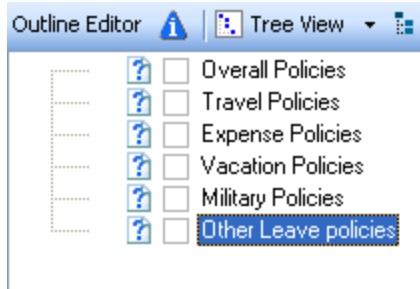 Outline Editor Tree View
Overall Policies
Travel Policies
Expense Policies
Vacation Policies
Military Policies
Other Leave policies